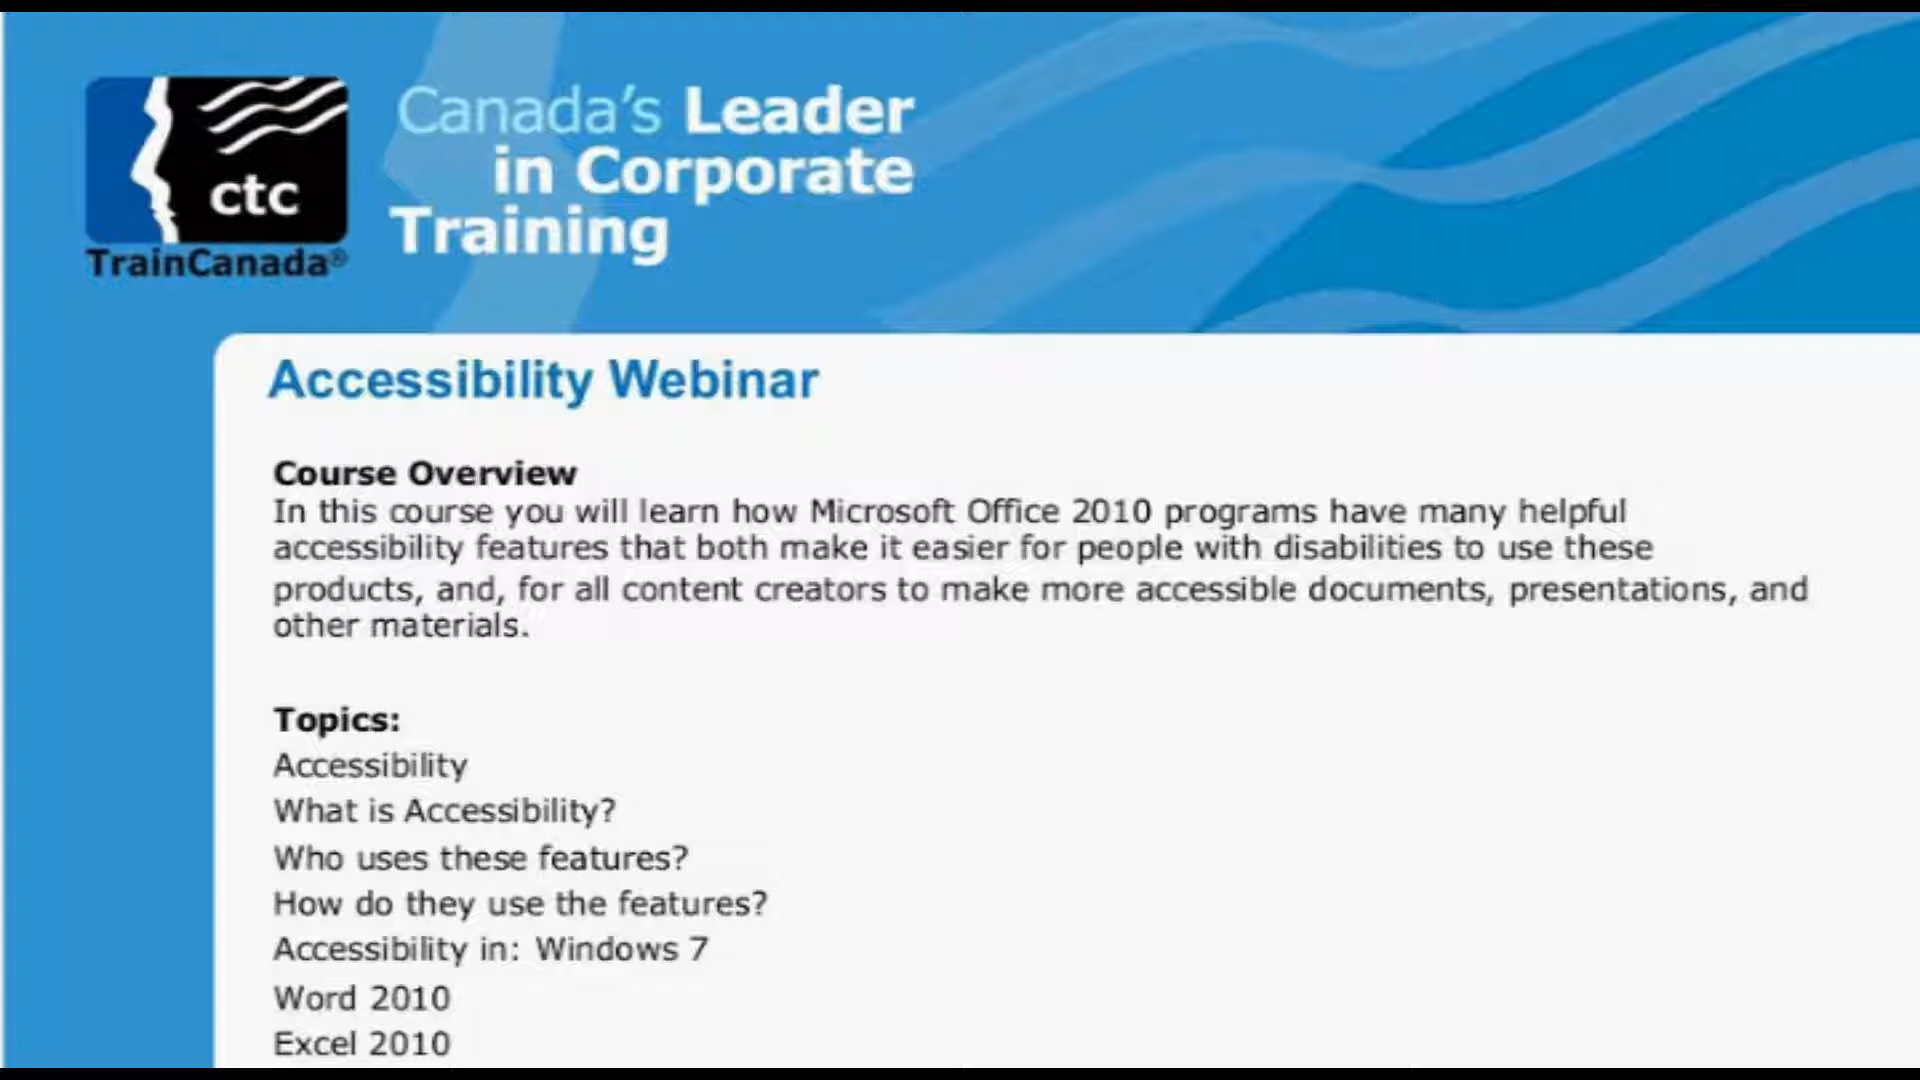 ctc
TrainCanada®
Canada's Leader
in Corporate
Training
Accessibility Webinar
Course Overview
In this course you will learn how Microsoft Office 2010 programs have many helpful
accessibility features that both make it easier for people with disabilities to use these
products, and, for all content creators to make more accessible documents, presentations, and
other materials.
Topics:
Accessibility
What is Accessibility?
Who uses these features?
How do they use the features?
Accessibility in: Windows 7
Word 2010
Excel 2010